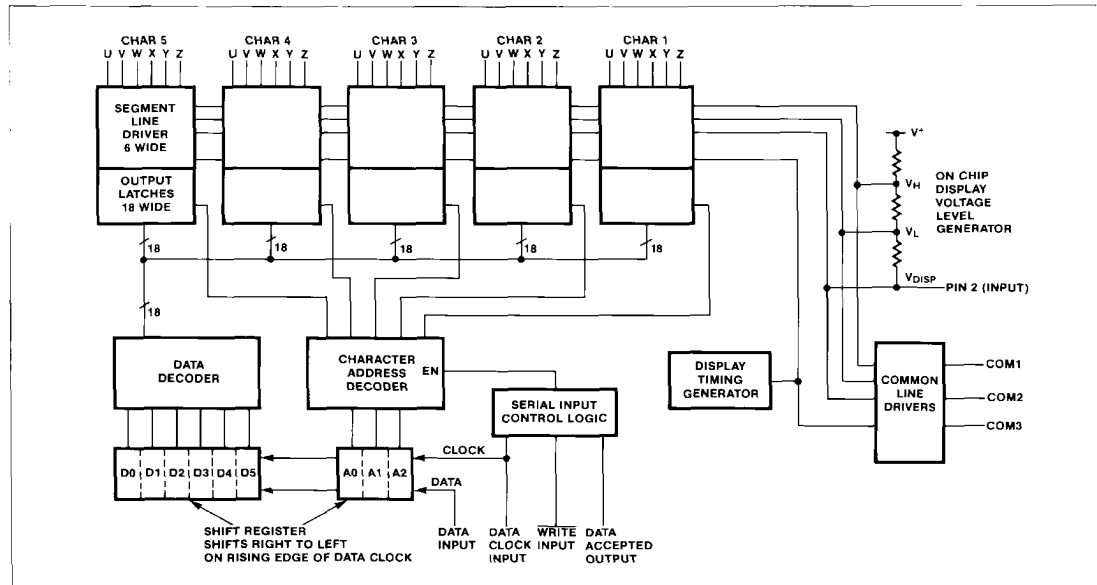 CHAR 5 CHAR 4 CHAR 3 CHAR 2 CHAR 1
U V W X Y Z U V W X Y Z U V W X Y Z U V W X Y Z U V W X Y Z
SEGMENT
LINE
DRIVER
6 WIDE
OUTPUT
LATCHES
18 WIDE
18 18 18 18 18
18
V+
VH
VL
VDISP
ON CHIP
DISPLAY
VOLTAGE
LEVEL
GENERATOR
PIN 2 (INPUT)
DATA
DECODER
CHARACTER
ADDRESS
DECODER
EN
SERIAL INPUT
CONTROL LOGIC
DISPLAY
TIMING
GENERATOR
COMMON
LINE
DRIVERS
COM1
COM2
COM3
D0 D1 D2 D3 D4 D5
A0 A1 A2
CLOCK
DATA
SHIFT REGISTER
SHIFTS RIGHT TO LEFT
ON RISING EDGE OF DATA CLOCK
DATA
INPUT
DATA
CLOCK
INPUT
WRITE
INPUT
DATA
ACCEPTED
OUTPUT